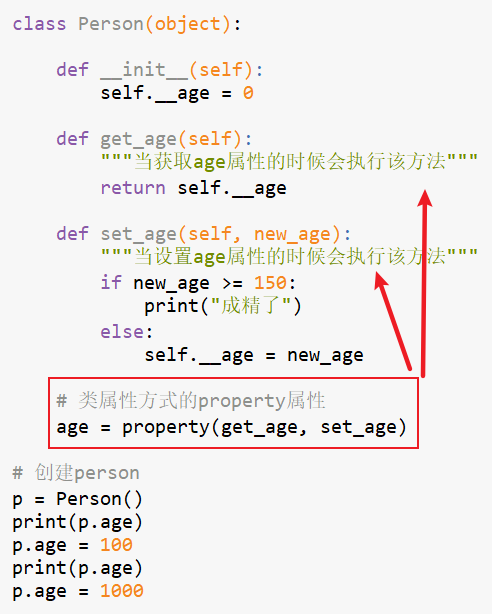 class Person(object):
    def __init__(self):
        self.__age = 0
    def get_age(self):
        """当获取age属性的时候会执行该方法"""
        return self.__age
    def set_age(self, new_age):
        """当设置age属性的时候会执行该方法"""
        if new_age >= 150:
            print("成精了")
        else:
            self.__age = new_age
    # 类属性方式的property属性
    age = property(get_age, set_age)
# 创建person
p = Person()
print(p.age)
p.age = 100
print(p.age)
p.age = 1000